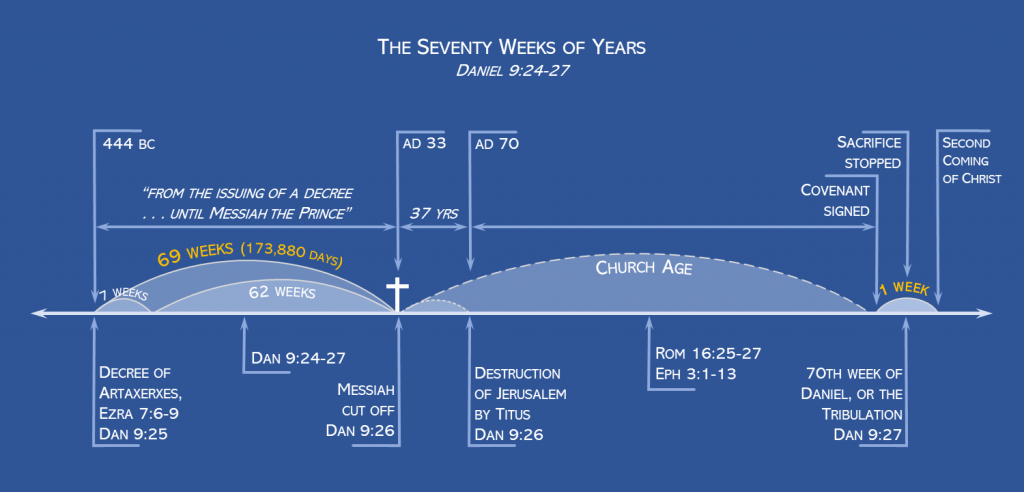 The Seventy Weeks of Years
Daniel 9:24-27
444 BC
AD 33
AD 70
Sacrifice
stopped
Second
Coming
of Christ
Covenant
signed
“from the issuing of a decree
. . . until Messiah the Prince”
37 yrs
69 weeks (173,880 days)
7 weeks
62 weeks
Church Age
1 week
Decree of
Artaxerxes,
Ezra 7:6-9
Dan 9:25
Dan 9:24-27
Messiah
cut off
Dan 9:26
Destruction
of Jerusalem
by Titus
Dan 9:26
Rom 16:25-27
Eph 3:1-13
70th week of
Daniel, or the
Tribulation
Dan 9:27